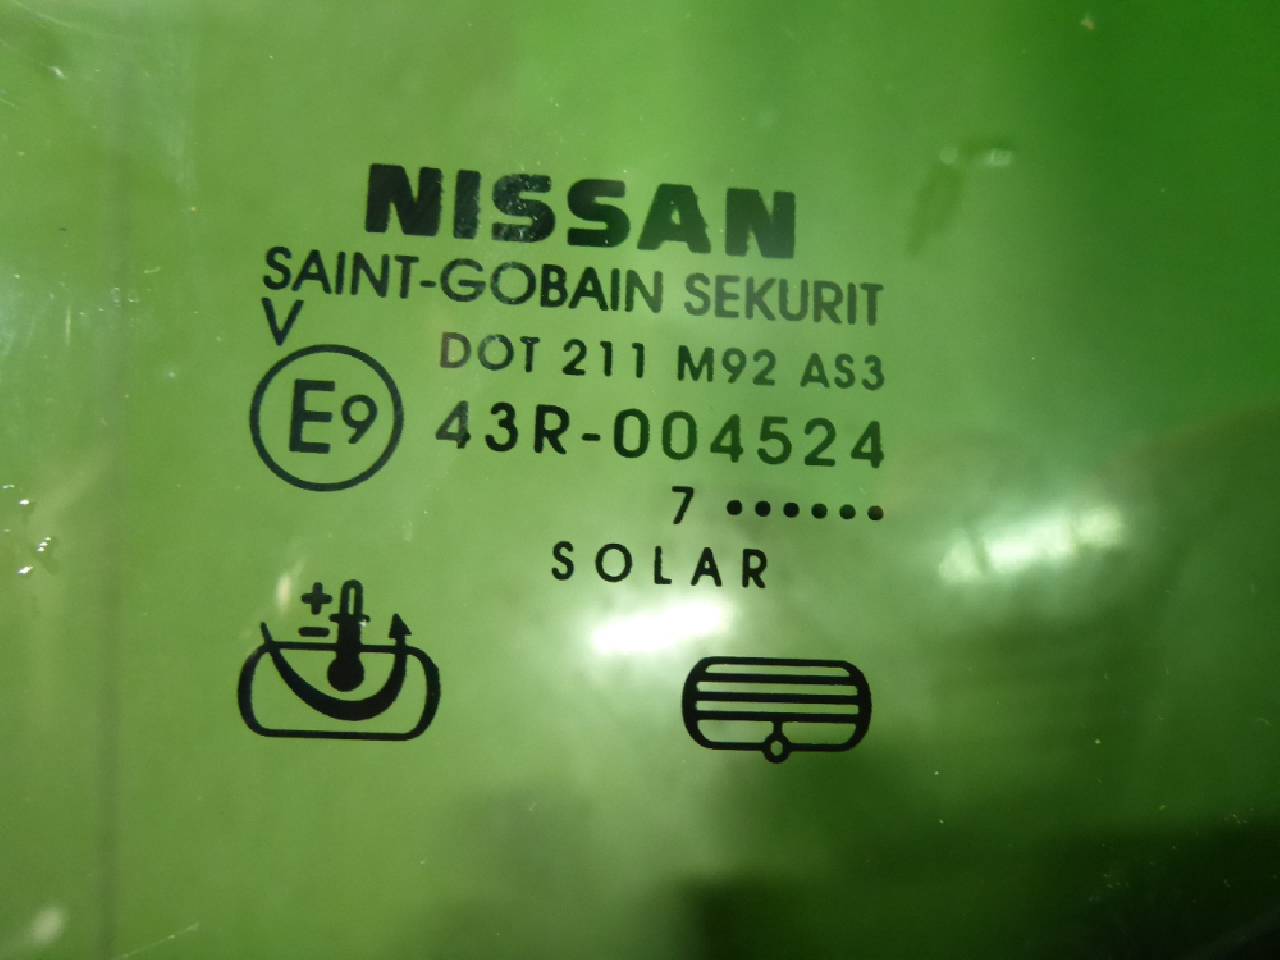 NISSAN
SAINT-GOBAIN SEKURIT
V
DOT 211 M92 AS3
E9 43R-004524
7 ••••••
SOLAR
+
-